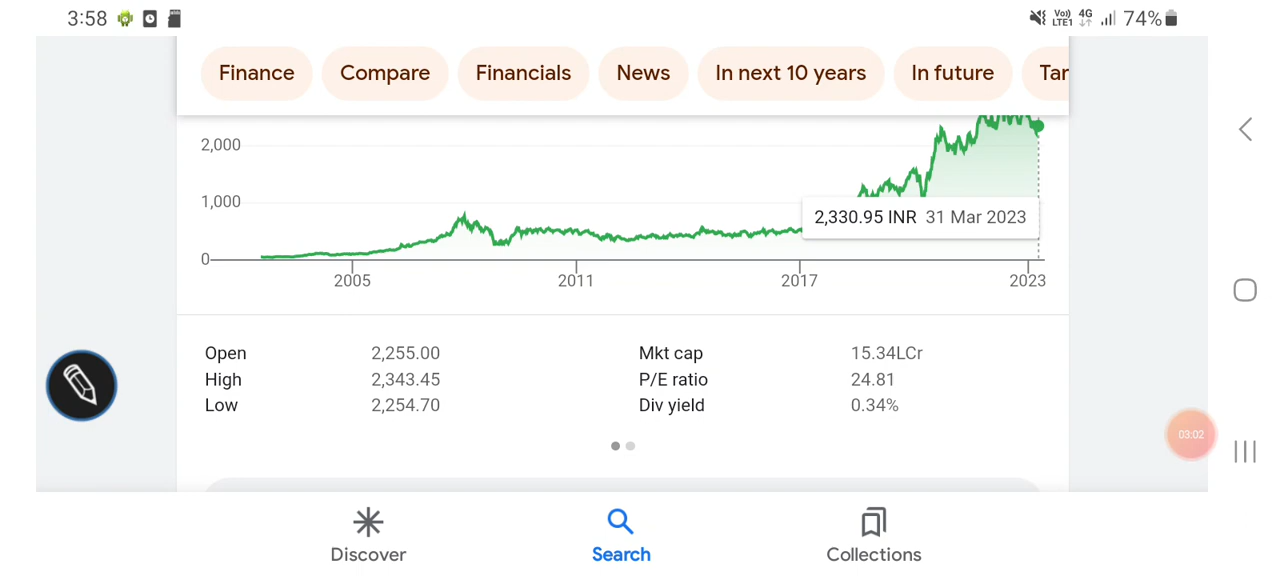 3:58 Vo)) LTE1 4G 74%
Finance Compare Financials News In next 10 years In future Tar
2,000
1,000
2,330.95 INR 31 Mar 2023
0
2005 2011 2017 2023
Open 2,255.00 Mkt cap 15.34LCr
High 2,343.45 P/E ratio 24.81
Low 2,254.70 Div yield 0.34%
03:02
Discover Search Collections